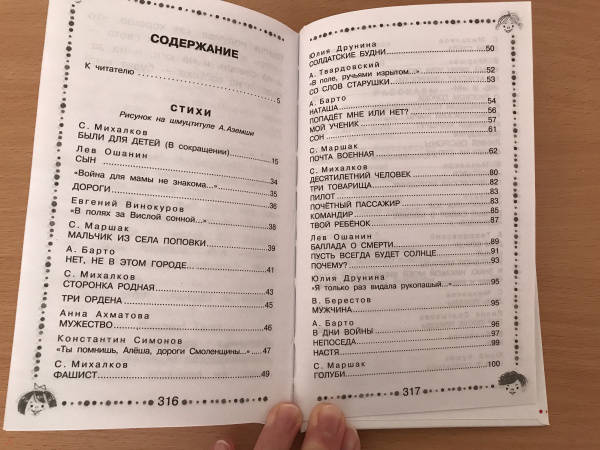 СОДЕРЖАНИЕ
К читателю ..... 5
СТИХИ
Рисунок на шмуцтитуле А. Аземши
С. Михалков
БЫЛИ ДЛЯ ДЕТЕЙ (В сокращении) ..... 15
Лев Ошанин
СЫН ..... 34
«Война для мамы не знакома...» ..... 35
ДОРОГИ ..... 36
Евгений Винокуров
«В полях за Вислой сонной...» ..... 38
С. Маршак
МАЛЬЧИК ИЗ СЕЛА ПОПОВКИ ..... 39
А. Барто
НЕТ, НЕ В ЭТОМ ГОРОДЕ... ..... 41
С. Михалков
СТОРОНКА РОДНАЯ ..... 43
ТРИ ОРДЕНА ..... 45
Анна Ахматова
МУЖЕСТВО ..... 46
Константин Симонов
«Ты помнишь, Алёша, дороги Смоленщины...» ..... 47
С. Михалков
ФАШИСТ ..... 49
316
Юлия Друнина
СОЛДАТСКИЕ БУДНИ ..... 50
А. Твардовский
«В поле, ручьями изрытом...» ..... 52
СО СЛОВ СТАРУШКИ ..... 53
А. Барто
НАТАША ..... 54
ПОПАДЁТ МНЕ ИЛИ НЕТ? ..... 56
МОЙ УЧЕНИК ..... 57
СОН ..... 61
С. Маршак
ПОЧТА ВОЕННАЯ ..... 62
С. Михалков
ДЕСЯТИЛЕТНИЙ ЧЕЛОВЕК ..... 80
ТРИ ТОВАРИЩА ..... 82
ПИЛОТ ..... 83
ПОЧЁТНЫЙ ПАССАЖИР ..... 83
КОМАНДИР ..... 85
ТВОЙ РЕБЁНОК ..... 87
Лев Ошанин
БАЛЛАДА О СМЕРТИ ..... 89
ПУСТЬ ВСЕГДА БУДЕТ СОЛНЦЕ ..... 91
ПОЧЕМУ? ..... 93
Юлия Друнина
«Я только раз видала рукопашный...» ..... 95
В. Берестов
МУЖЧИНА ..... 95
А. Барто
В ДНИ ВОЙНЫ ..... 96
НЕПОСЕДА ..... 97
НАСТЯ ..... 99
С. Маршак
ГОЛУБИ ..... 100
317